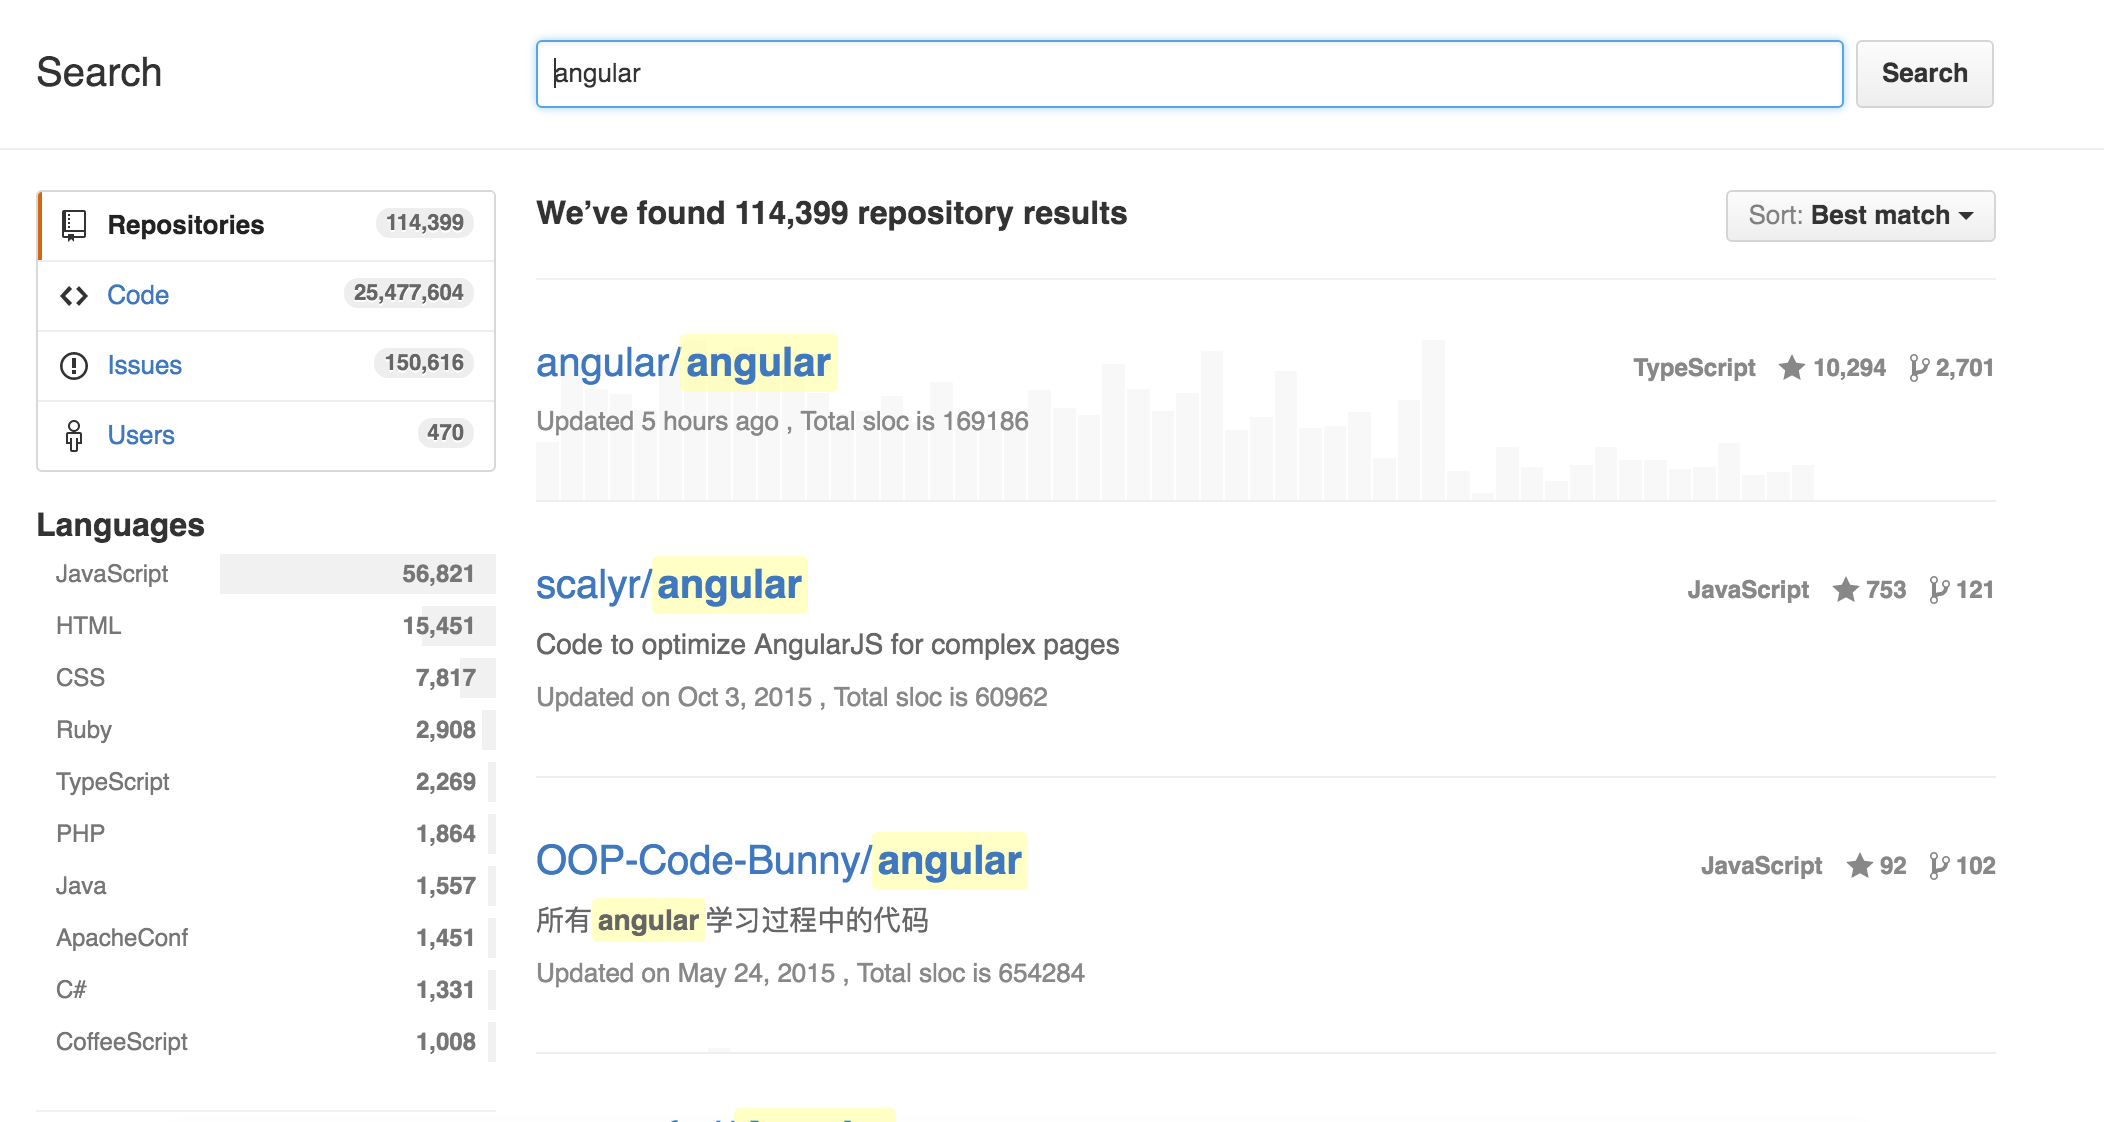 Search
angular
Search
Repositories 114,399
Code 25,477,604
Issues 150,616
Users 470
Languages
JavaScript 56,821
HTML 15,451
CSS 7,817
Ruby 2,908
TypeScript 2,269
PHP 1,864
Java 1,557
ApacheConf 1,451
C# 1,331
CoffeeScript 1,008
We’ve found 114,399 repository results
Sort: Best match
angular/angular
TypeScript 10,294 2,701
Updated 5 hours ago , Total sloc is 169186
scalyr/angular
JavaScript 753 121
Code to optimize AngularJS for complex pages
Updated on Oct 3, 2015 , Total sloc is 60962
OOP-Code-Bunny/angular
JavaScript 92 102
所有angular学习过程中的代码
Updated on May 24, 2015 , Total sloc is 654284